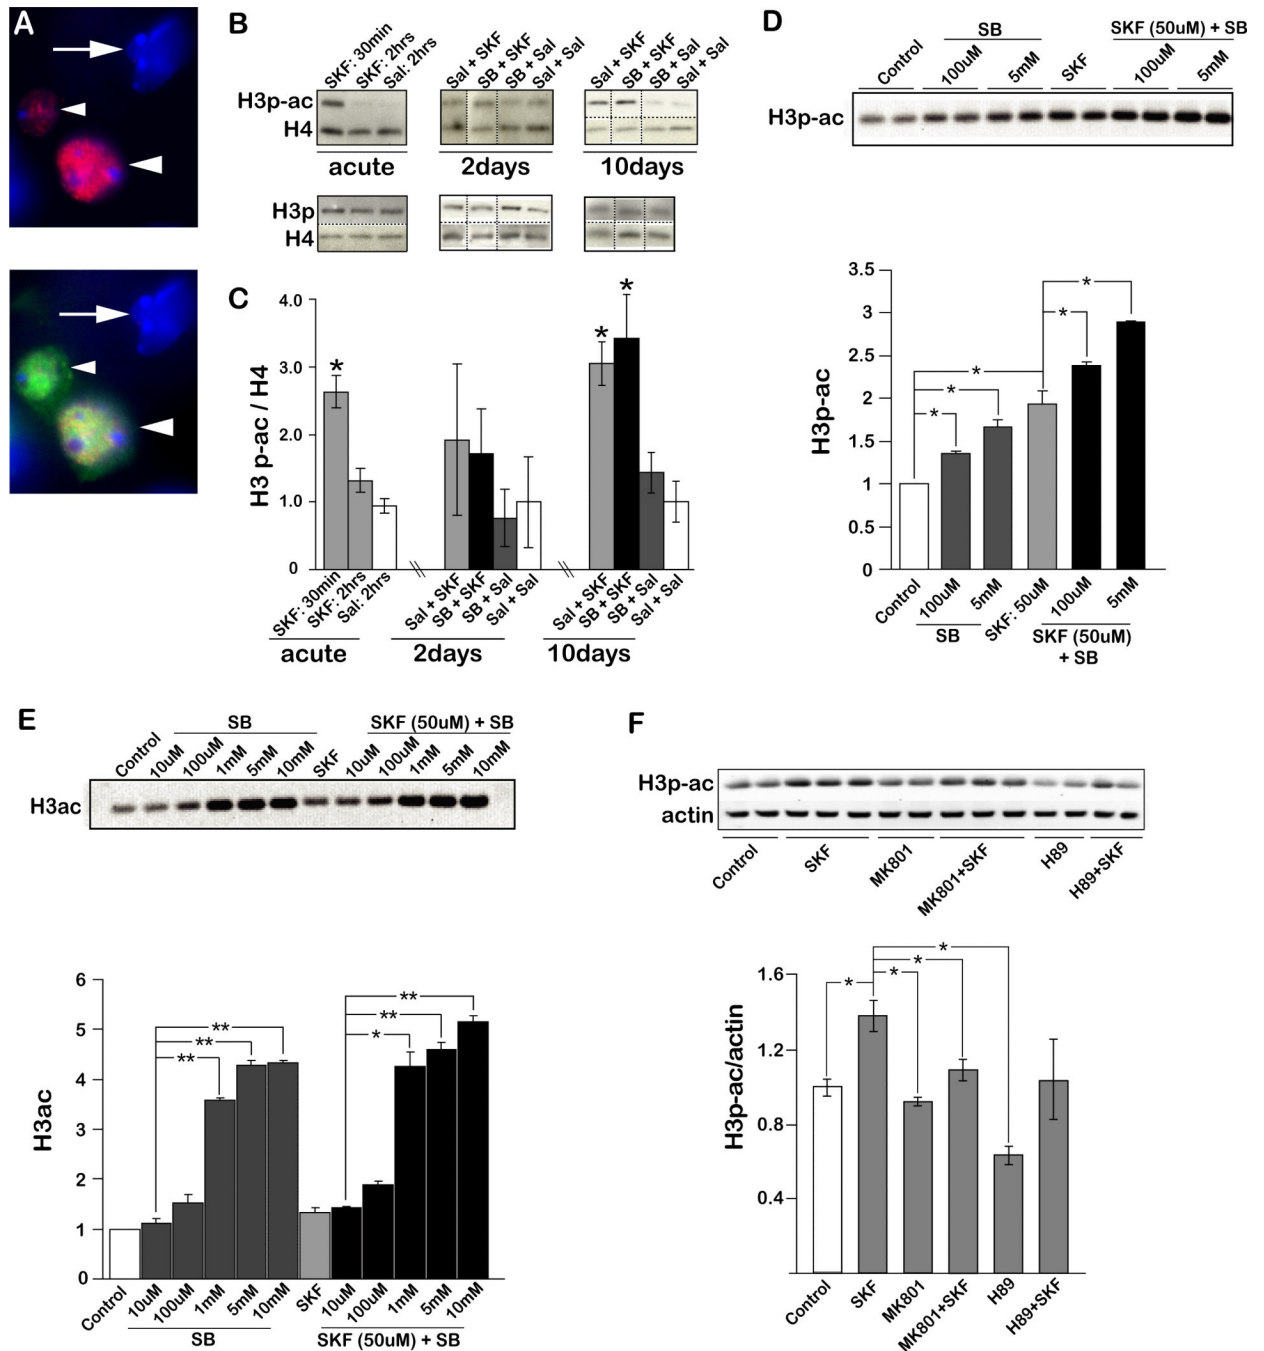 A
B
SKF: 30min
SKF: 2hrs
Sal: 2hrs
Sal + SKF
SB + SKF
SB + Sal
Sal + Sal
Sal + SKF
SB + SKF
SB + Sal
Sal + Sal
H3p-ac
H4
acute
2days
10days
H3p
H4
C
H3 p-ac / H4
4.0
3.0
2.0
1.0
0
*
*
*
SKF: 30min
SKF: 2hrs
Sal: 2hrs
Sal + SKF
SB + SKF
SB + Sal
Sal + Sal
Sal + SKF
SB + SKF
SB + Sal
Sal + Sal
acute
2days
10days
D
SB
SKF (50uM) + SB
Control
100uM
5mM
SKF
100uM
5mM
H3p-ac
H3p-ac
3.5
3
2.5
2
1.5
1
0.5
0
*
*
*
*
*
Control
100uM
5mM
SKF: 50uM
100uM
5mM
SB
SKF (50uM)
+ SB
E
SB
SKF (50uM) + SB
Control
10uM
100uM
1mM
5mM
10mM
SKF
10uM
100uM
1mM
5mM
10mM
H3ac
H3ac
6
5
4
3
2
1
0
**
**
**
**
**
*
Control
10uM
100uM
1mM
5mM
10mM
SKF
10uM
100uM
1mM
5mM
10mM
SB
SKF (50uM) + SB
F
H3p-ac
actin
Control
SKF
MK801
MK801+SKF
H89
H89+SKF
H3p-ac/actin
1.6
1.2
0.8
0.4
*
*
*
*
Control
SKF
MK801
MK801+SKF
H89
H89+SKF